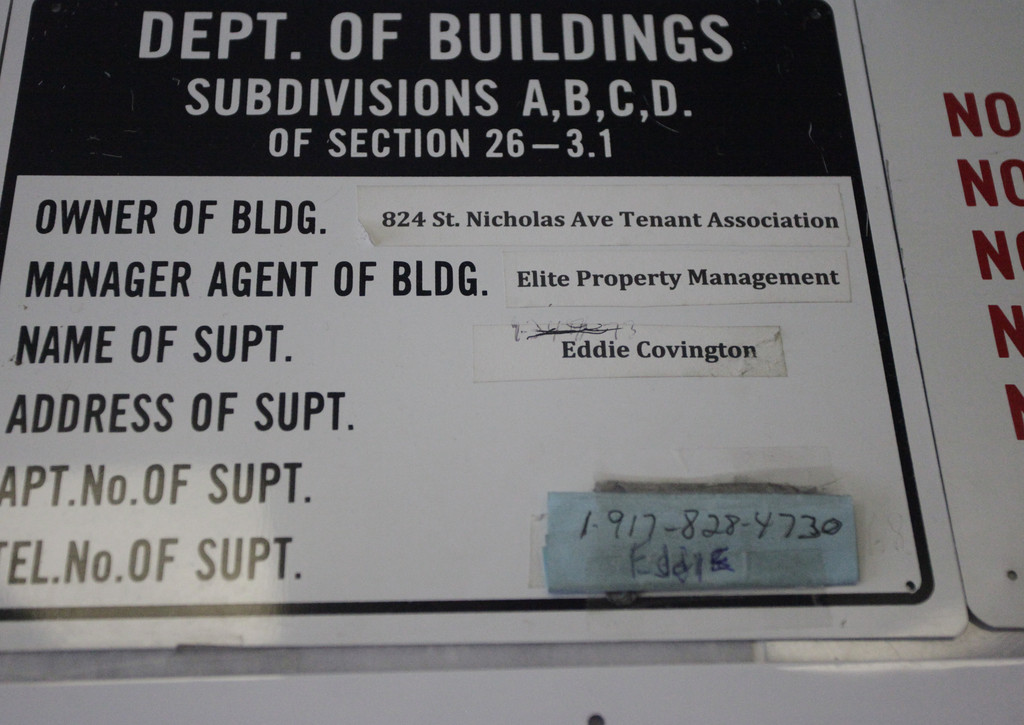 DEPT. OF BUILDINGS
SUBDIVISIONS A,B,C,D.
OF SECTION 26-3.1
OWNER OF BLDG. 824 St. Nicholas Ave Tenant Association
MANAGER AGENT OF BLDG. Elite Property Management
NAME OF SUPT. Eddie Covington
ADDRESS OF SUPT.
APT.No.OF SUPT.
TEL.No.OF SUPT. 1-917-828-4730
EddiE
NO
NO
NO
N
N